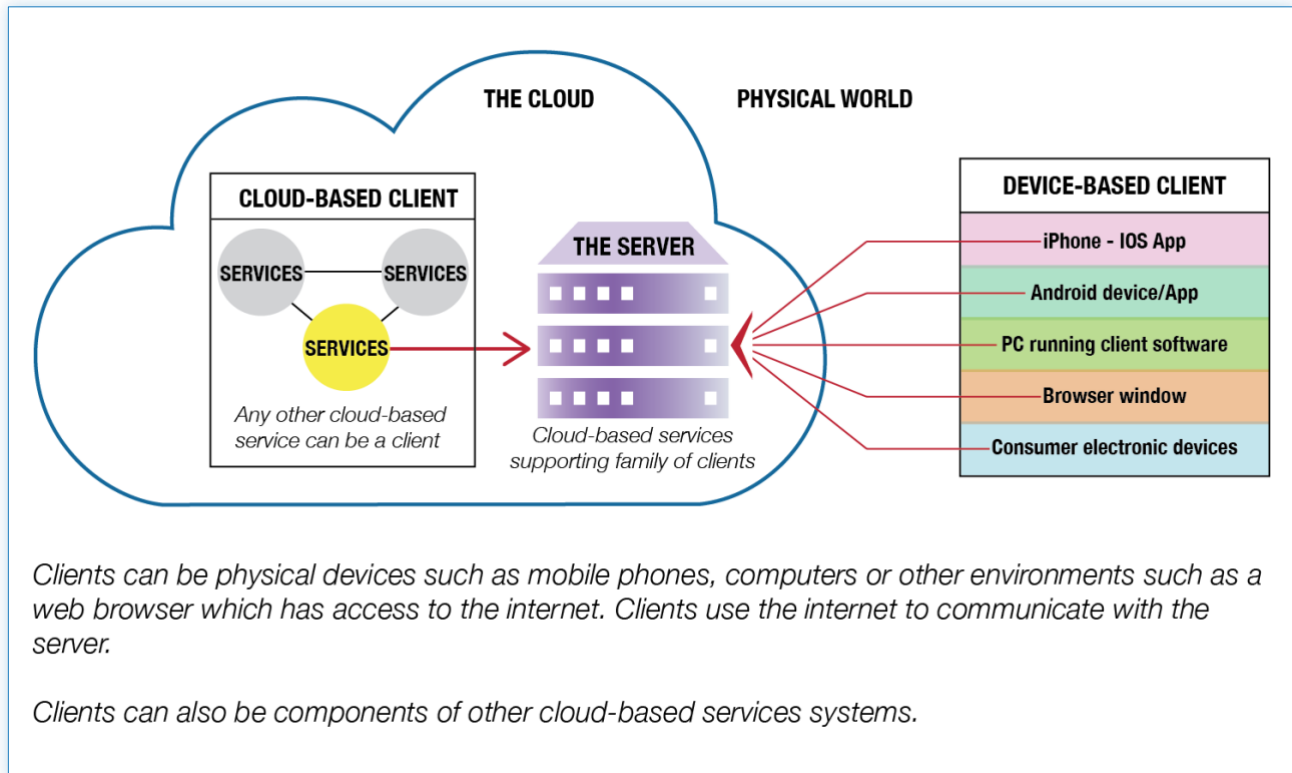 THE CLOUD
PHYSICAL WORLD
CLOUD-BASED CLIENT
SERVICES
SERVICES
SERVICES
Any other cloud-based
service can be a client
THE SERVER
Cloud-based services
supporting family of clients
DEVICE-BASED CLIENT
iPhone - IOS App
Android device/App
PC running client software
Browser window
Consumer electronic devices
Clients can be physical devices such as mobile phones, computers or other environments such as a
web browser which has access to the internet. Clients use the internet to communicate with the
server.
Clients can also be components of other cloud-based services systems.